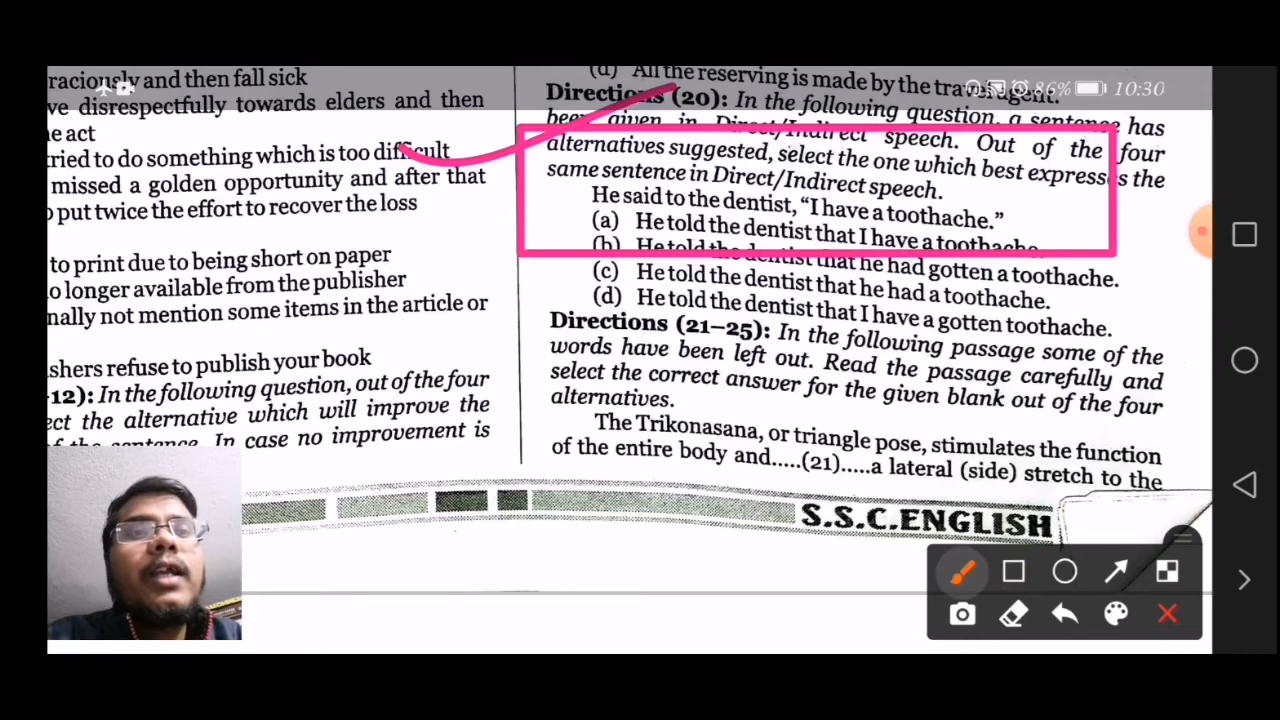 raciously and then fall sick
ve disrespectfully towards elders and then
e act
tried to do something which is too difficult
missed a golden opportunity and after that
o put twice the effort to recover the loss
to print due to being short on paper
o longer available from the publisher
nally not mention some items in the article or
shers refuse to publish your book
-12): In the following question, out of the four
ect the alternative which will improve the
of the sentence. In case no improvement is
(d) All the reserving is made by the travel agent.
86% 10:30
Directions (20): In the following question, a sentence has
been given in Direct/Indirect speech. Out of the four
alternatives suggested, select the one which best expresses the
same sentence in Direct/Indirect speech.
He said to the dentist, “I have a toothache.”
(a) He told the dentist that I have a toothache.
(b) He told the dentist that he had gotten a toothache.
(c) He told the dentist that he had a toothache.
(d) He told the dentist that I have a gotten toothache.
Directions (21–25): In the following passage some of the
words have been left out. Read the passage carefully and
select the correct answer for the given blank out of the four
alternatives.
The Trikonasana, or triangle pose, stimulates the function
of the entire body and.....(21).....a lateral (side) stretch to the
S.S.C.ENGLISH